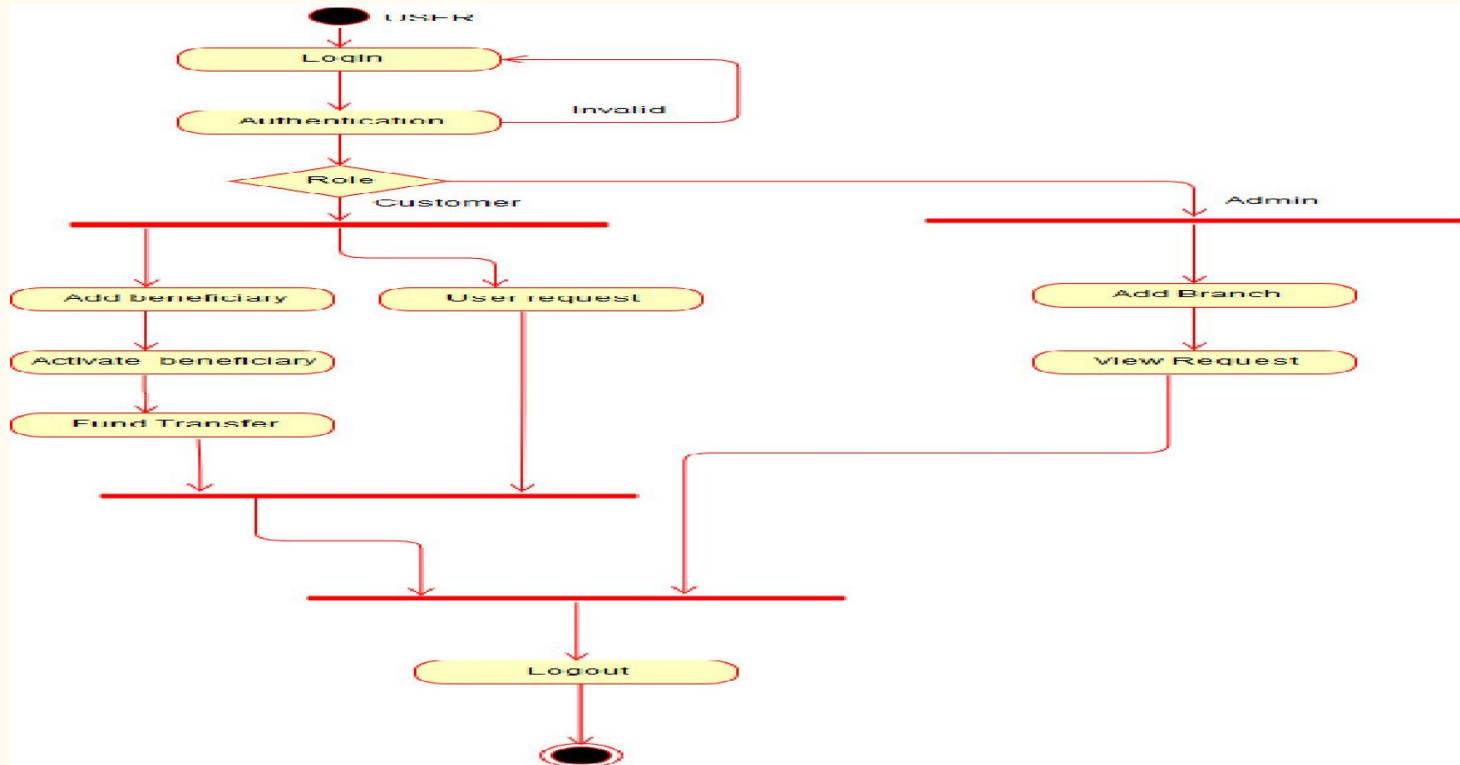 USER
Login
Invalid
Authentication
Role
Customer
Admin
Add beneficiary
User request
Add Branch
Activate beneficiary
View Request
Fund Transfer
Logout